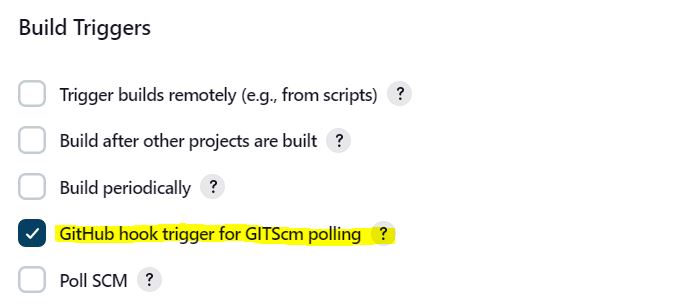 Build Triggers
Trigger builds remotely (e.g., from scripts) ?
Build after other projects are built ?
Build periodically ?
GitHub hook trigger for GITScm polling ?
Poll SCM ?